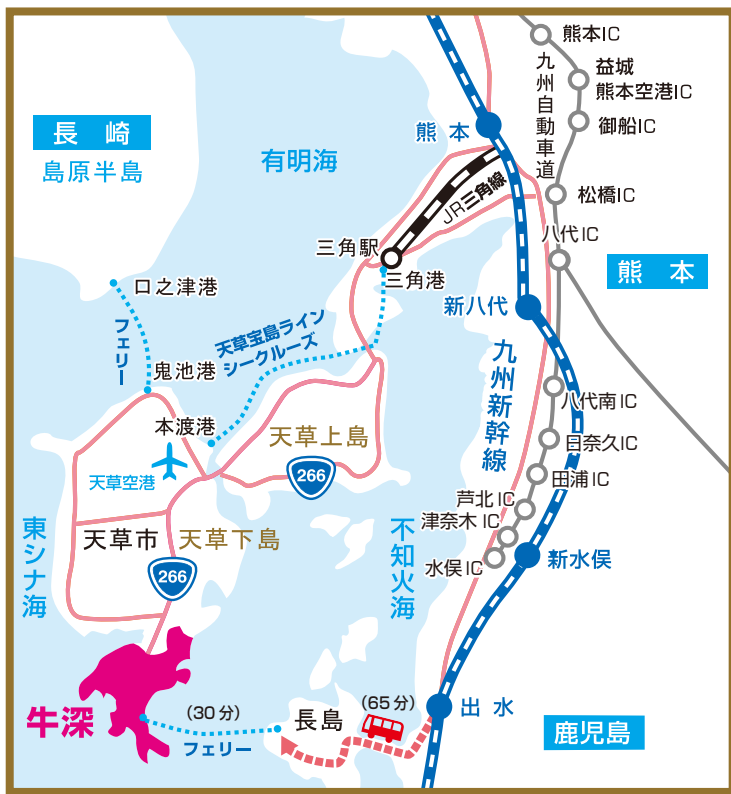 熊本IC
九州自動車道
益城
熊本空港IC
御船IC
長崎
島原半島
熊本
有明海
JR三角線
松橋IC
三角駅
三角港
八代IC
熊本
口之津港
フェリー
天草宝島ライン
シークルーズ
新八代
九州新幹線
鬼池港
本渡港
天草上島
266
八代南IC
日奈久IC
田浦IC
芦北IC
津奈木IC
水俣IC
天草空港
東シナ海
天草市
天草下島
不知火海
新水俣
266
牛深
(30分)
フェリー
長島
(65分)
出水
鹿児島